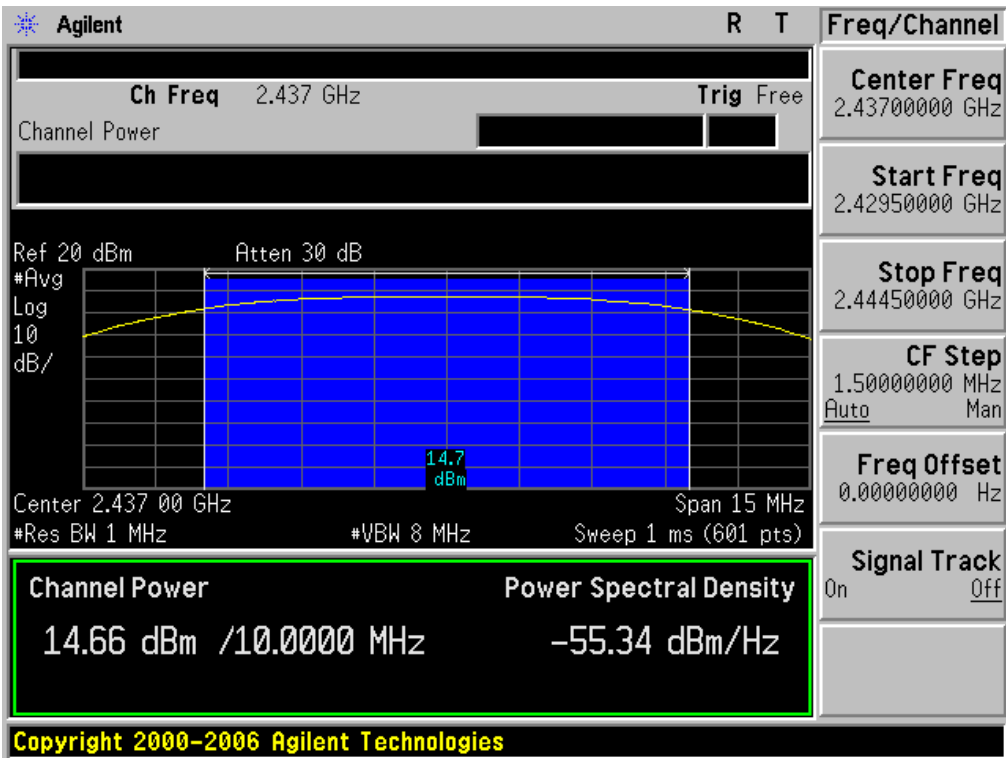 Agilent R T Freq/Channel
Ch Freq 2.437 GHz Trig Free
Channel Power
Center Freq
2.43700000 GHz
Start Freq
2.42950000 GHz
Stop Freq
2.44450000 GHz
CF Step
1.50000000 MHz
Auto Man
Freq Offset
0.00000000 Hz
Signal Track
On Off
Ref 20 dBm Atten 30 dB
#Avg
Log
10
dB/
14.7
dBm
Center 2.437 00 GHz Span 15 MHz
#Res BW 1 MHz #VBW 8 MHz Sweep 1 ms (601 pts)
Channel Power Power Spectral Density
14.66 dBm /10.0000 MHz -55.34 dBm/Hz
Copyright 2000-2006 Agilent Technologies